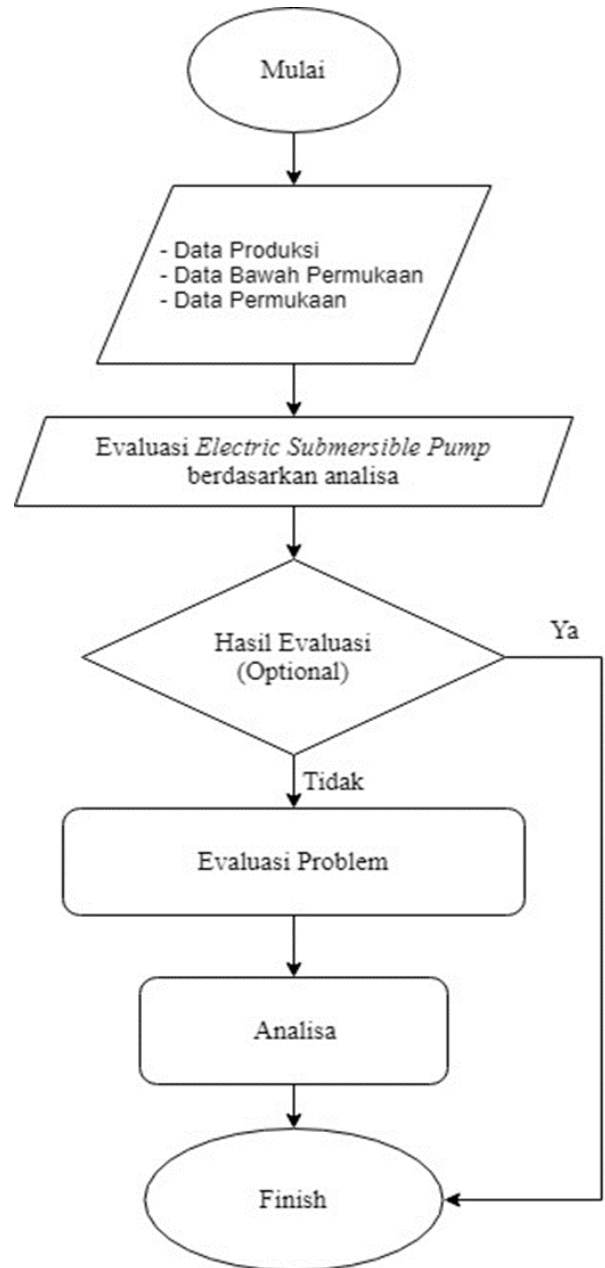 Mulai
- Data Produksi
- Data Bawah Permukaan
- Data Permukaan
Evaluasi Electric Submersible Pump
berdasarkan analisa
Hasil Evaluasi
(Optional)
Ya
Tidak
Evaluasi Problem
Analisa
Finish